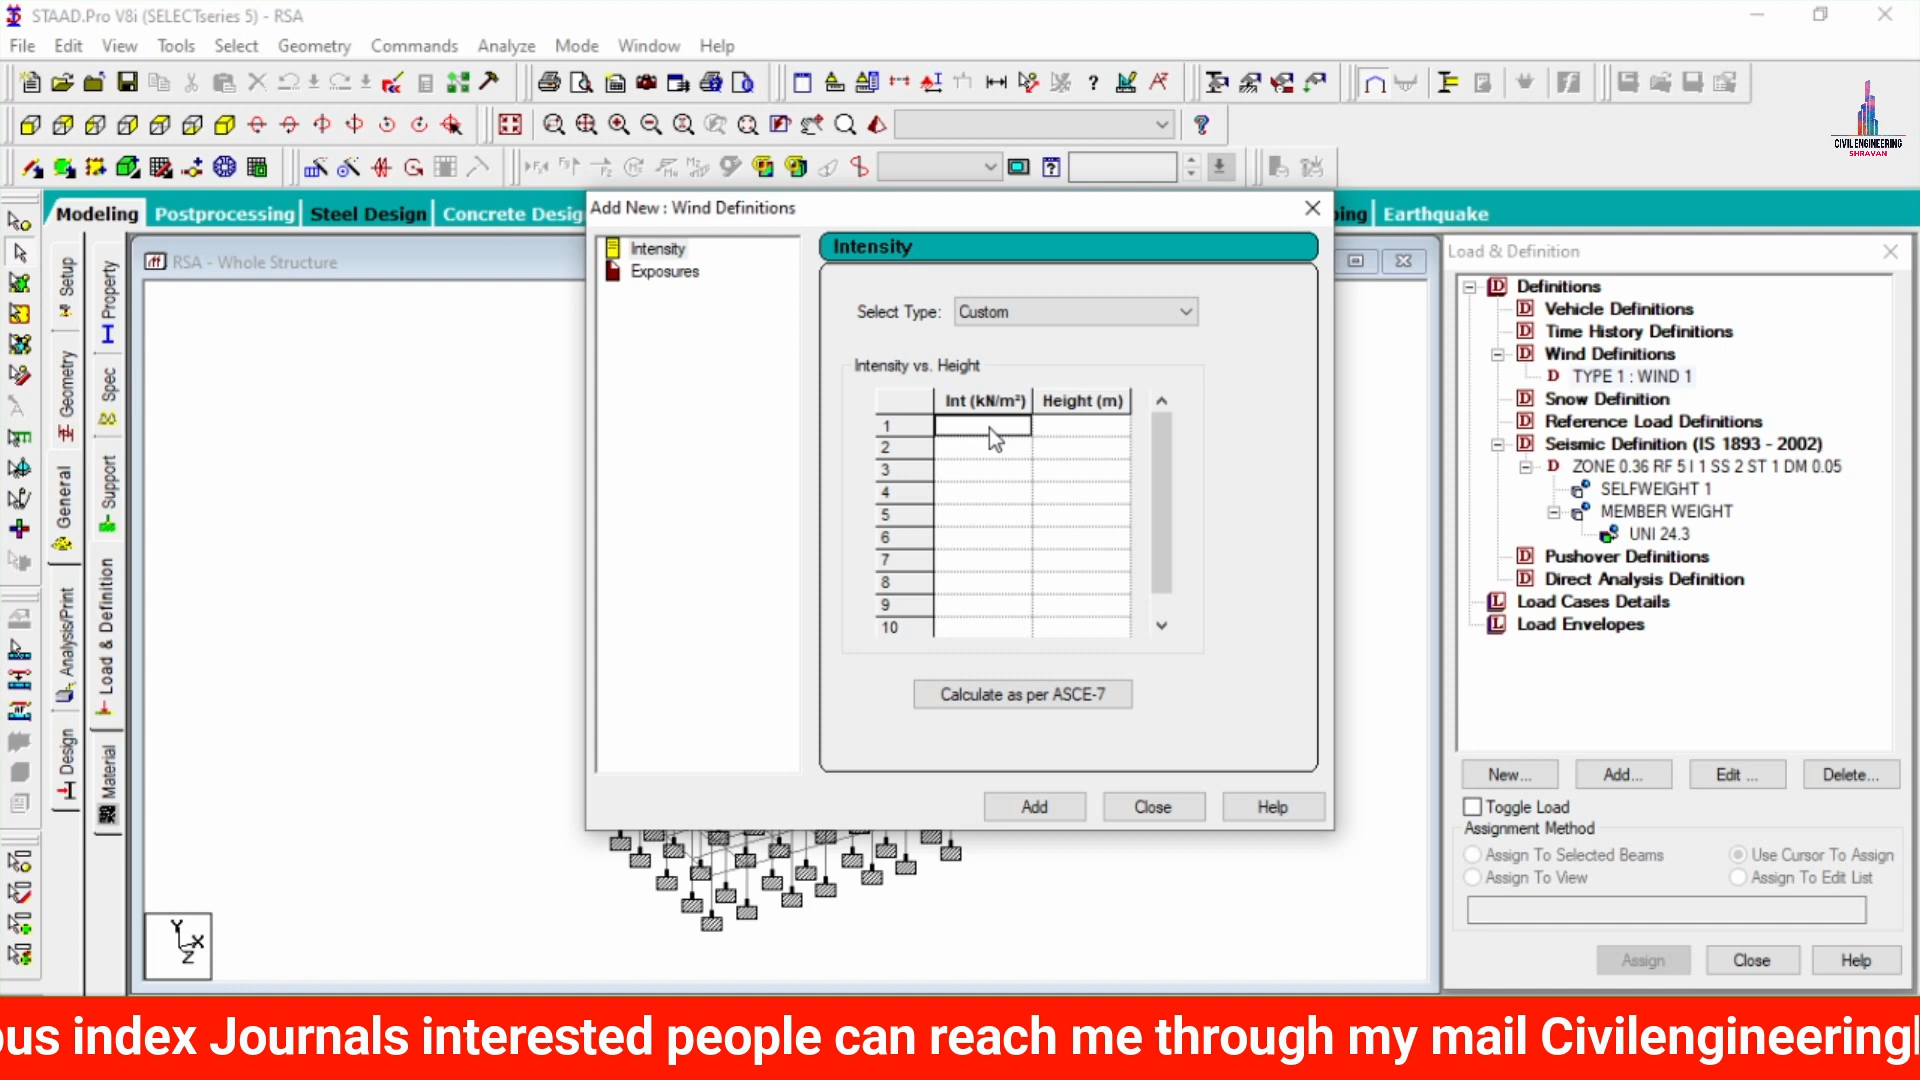 STAAD.Pro V8i (SELECTseries 5) - RSA
File Edit View Tools Select Geometry Commands Analyze Mode Window Help
CIVIL ENGINEERING
SHRAVAN
Modeling Postprocessing Steel Design Concrete Desig
ping Earthquake
Setup
Geometry
General
Analysis/Print
Design
Property
Spec
Support
Load & Definition
Material
RSA - Whole Structure
Add New : Wind Definitions
Intensity
Exposures
Intensity
Select Type: Custom
Intensity vs. Height
Int (kN/m²) Height (m)
1
2
3
4
5
6
7
8
9
10
Calculate as per ASCE-7
Add Close Help
Y
X
Z
Load & Definition
Definitions
Vehicle Definitions
Time History Definitions
Wind Definitions
TYPE 1 : WIND 1
Snow Definition
Reference Load Definitions
Seismic Definition (IS 1893 - 2002)
ZONE 0.36 RF 5 I 1 SS 2 ST 1 DM 0.05
SELFWEIGHT 1
MEMBER WEIGHT
UNI 24.3
Pushover Definitions
Direct Analysis Definition
Load Cases Details
Load Envelopes
New... Add... Edit ... Delete...
Toggle Load
Assignment Method
Assign To Selected Beams Use Cursor To Assign
Assign To View Assign To Edit List
Assign Close Help
ous index Journals interested people can reach me through my mail Civilengineering